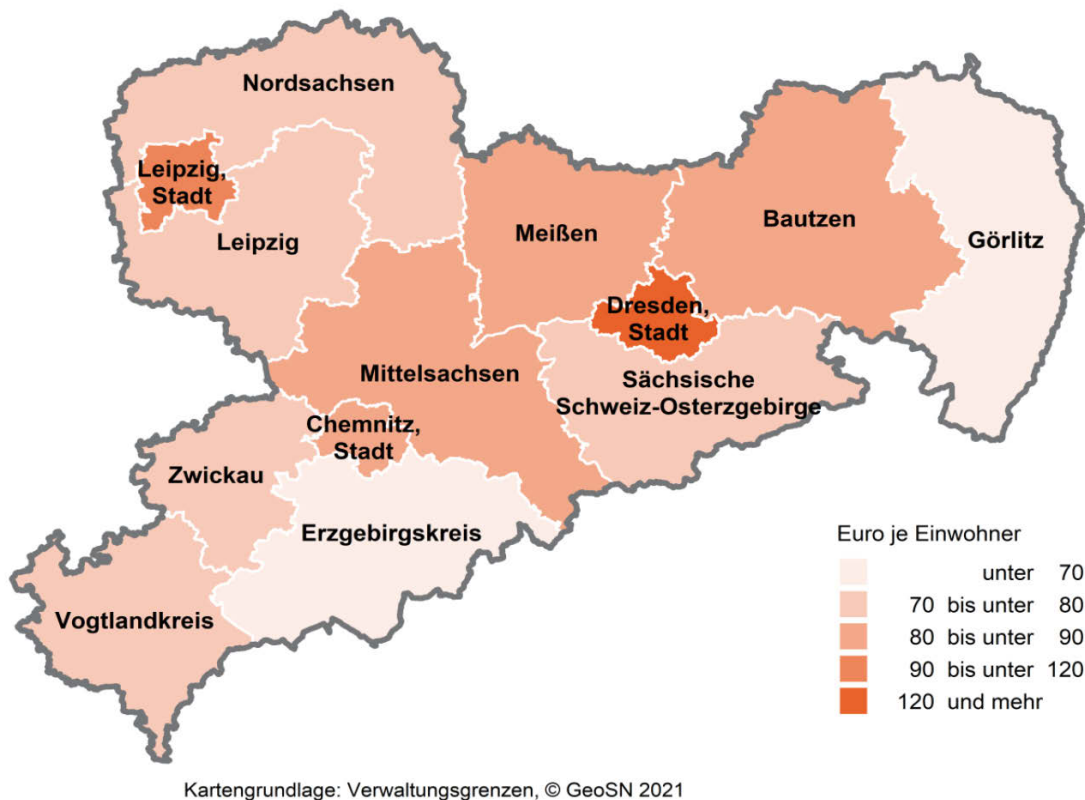 Nordsachsen
Leipzig,
Stadt
Leipzig
Meißen
Bautzen
Görlitz
Dresden,
Stadt
Mittelsachsen
Sächsische
Schweiz-Osterzgebirge
Chemnitz,
Stadt
Zwickau
Erzgebirgskreis
Vogtlandkreis
Euro je Einwohner
unter 70
70 bis unter 80
80 bis unter 90
90 bis unter 120
120 und mehr
Kartengrundlage: Verwaltungsgrenzen, © GeoSN 2021